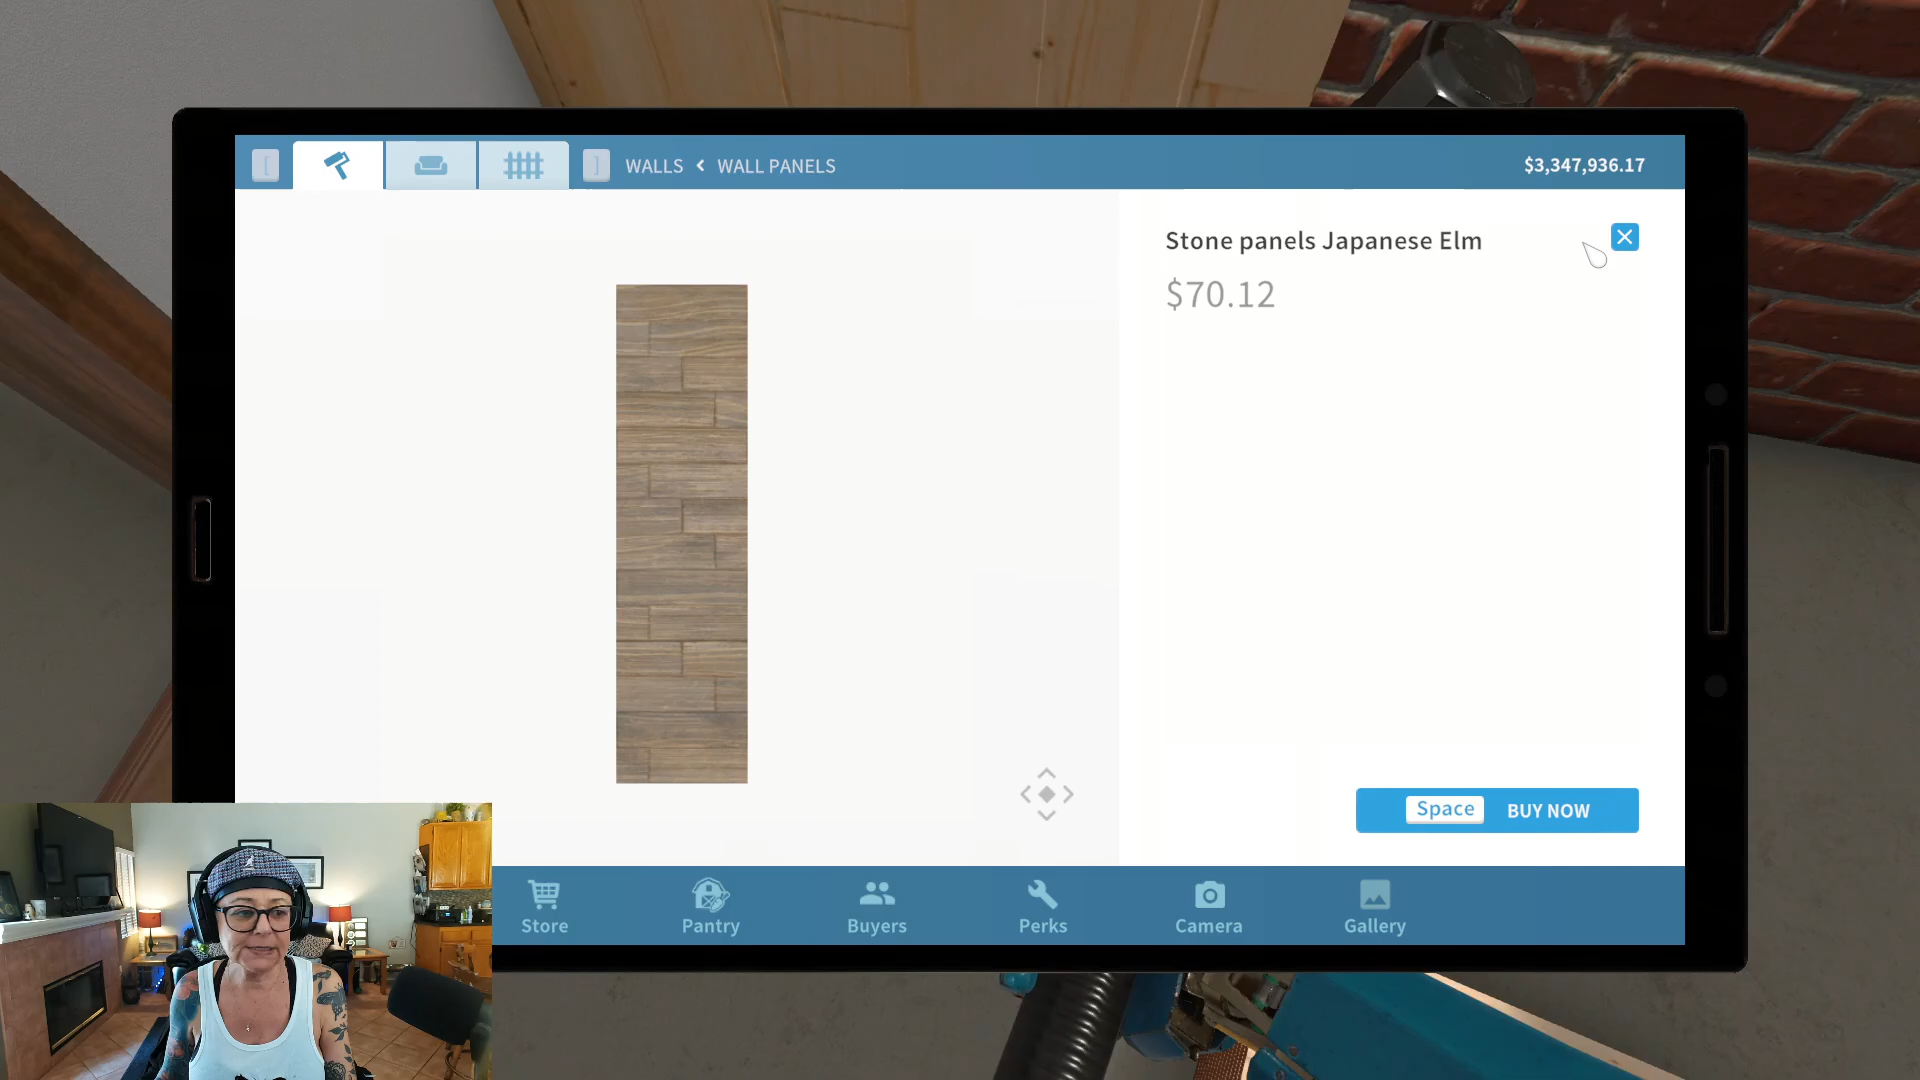 [ ] WALLS < WALL PANELS $3,347,936.17
Stone panels Japanese Elm
$70.12
Space BUY NOW
Store Pantry Buyers Perks Camera Gallery